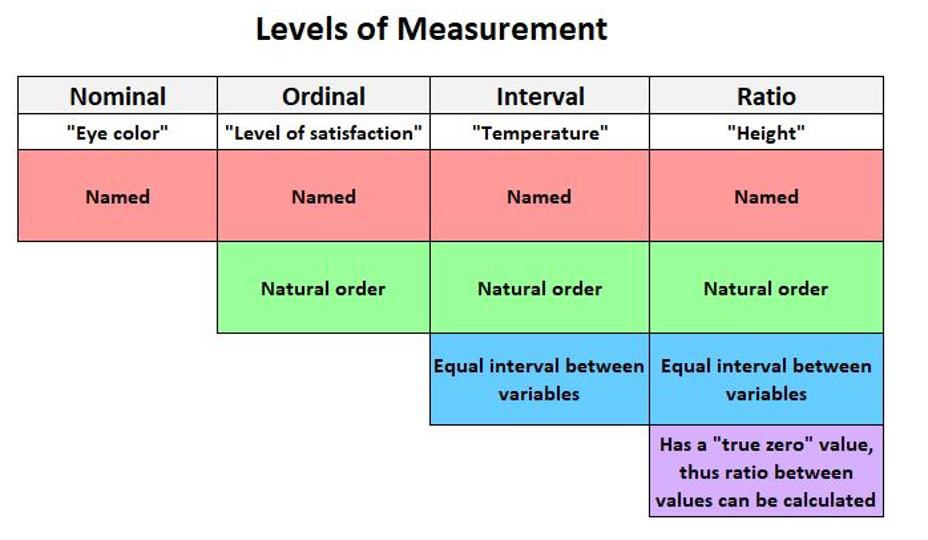 Levels of Measurement
Nominal Ordinal Interval Ratio
"Eye color" "Level of satisfaction" "Temperature" "Height"
Named Named Named Named
Natural order Natural order Natural order
Equal interval between Equal interval between
variables variables
Has a "true zero" value,
thus ratio between
values can be calculated